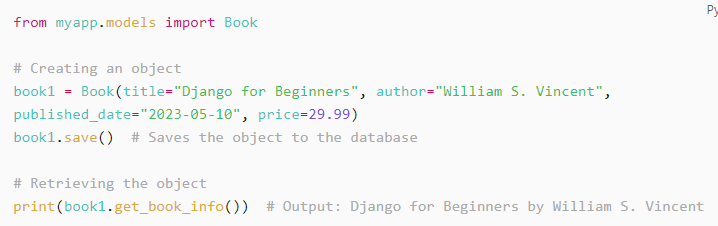 Py
from myapp.models import Book
# Creating an object
book1 = Book(title="Django for Beginners", author="William S. Vincent",
published_date="2023-05-10", price=29.99)
book1.save()  # Saves the object to the database
# Retrieving the object
print(book1.get_book_info())  # Output: Django for Beginners by William S. Vincent